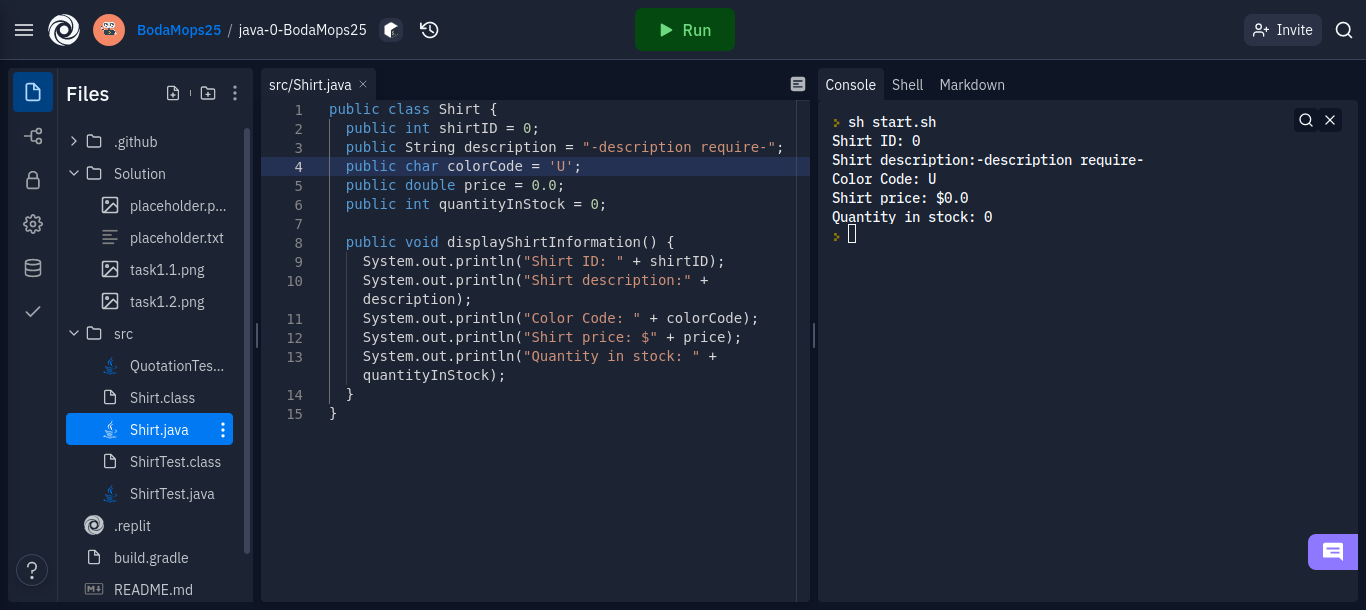 BodaMops25 / java-0-BodaMops25
Run
Invite
Files
.github
Solution
placeholder.p...
placeholder.txt
task1.1.png
task1.2.png
src
QuotationTes...
Shirt.class
Shirt.java
ShirtTest.class
ShirtTest.java
.replit
build.gradle
M↓ README.md
?
src/Shirt.java ×
1 public class Shirt {
2 public int shirtID = 0;
3 public String description = "-description require-";
4 public char colorCode = 'U';
5 public double price = 0.0;
6 public int quantityInStock = 0;
7
8 public void displayShirtInformation() {
9 System.out.println("Shirt ID: " + shirtID);
10 System.out.println("Shirt description:" +
description);
11 System.out.println("Color Code: " + colorCode);
12 System.out.println("Shirt price: $" + price);
13 System.out.println("Quantity in stock: " +
quantityInStock);
14 }
15 }
Console Shell Markdown
sh start.sh
Shirt ID: 0
Shirt description:-description require-
Color Code: U
Shirt price: $0.0
Quantity in stock: 0